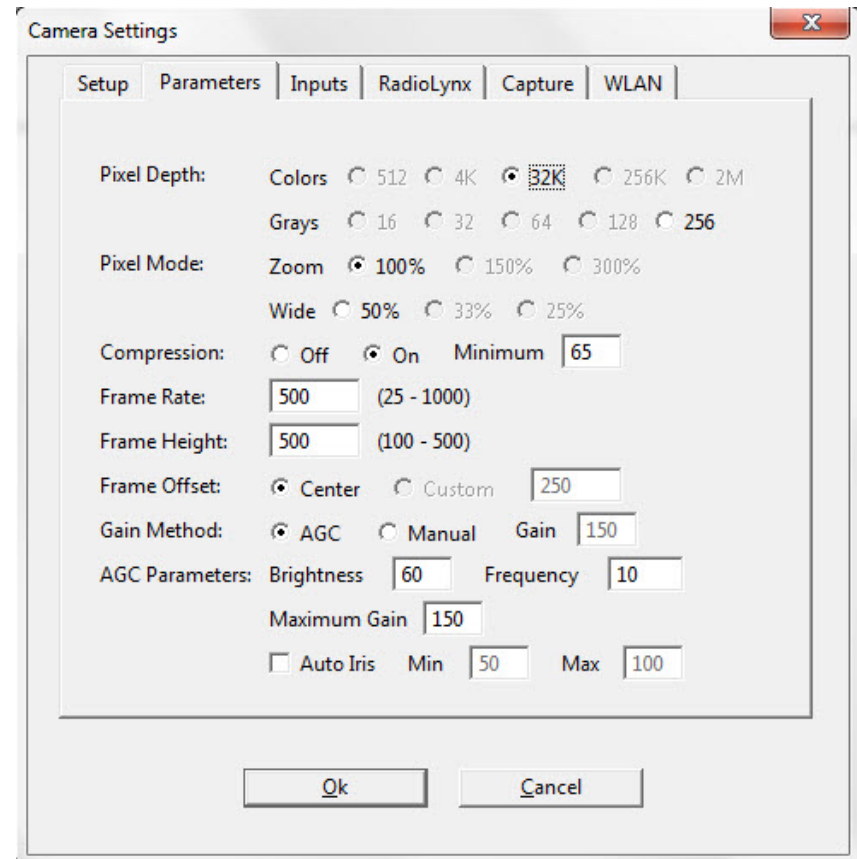 Camera Settings
Setup Parameters Inputs RadioLynx Capture WLAN
Pixel Depth: Colors 512 4K 32K 256K 2M
Grays 16 32 64 128 256
Pixel Mode: Zoom 100% 150% 300%
Wide 50% 33% 25%
Compression: Off On Minimum 65
Frame Rate: 500 (25 - 1000)
Frame Height: 500 (100 - 500)
Frame Offset: Center Custom 250
Gain Method: AGC Manual Gain 150
AGC Parameters: Brightness 60 Frequency 10
Maximum Gain 150
Auto Iris Min 50 Max 100
Ok Cancel